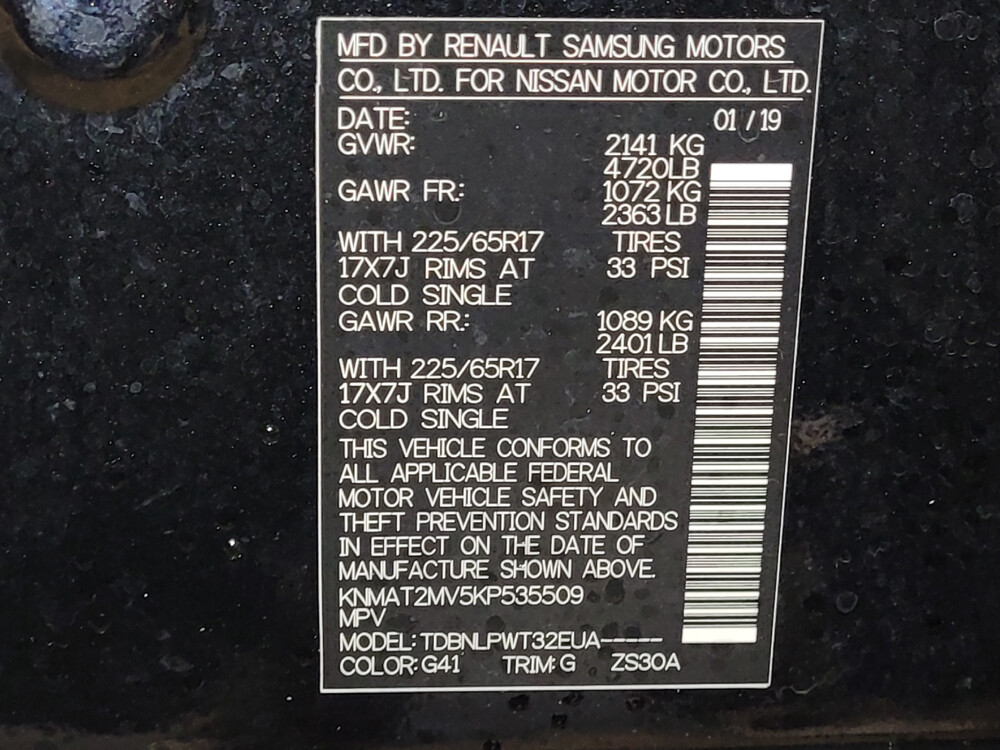 MFD BY RENAULT SAMSUNG MOTORS
CO., LTD. FOR NISSAN MOTOR CO., LTD.
DATE: 01 / 19
GVWR: 2141 KG
4720LB
GAWR FR.: 1072 KG
2363 LB
WITH 225/65R17 TIRES
17X7J RIMS AT 33 PSI
COLD SINGLE
GAWR RR.: 1089 KG
2401 LB
WITH 225/65R17 TIRES
17X7J RIMS AT 33 PSI
COLD SINGLE
THIS VEHICLE CONFORMS TO
ALL APPLICABLE FEDERAL
MOTOR VEHICLE SAFETY AND
THEFT PREVENTION STANDARDS
IN EFFECT ON THE DATE OF
MANUFACTURE SHOWN ABOVE.
KNMAT2MV5KP535509
MPV
MODEL: TDBNLPWT32EUA-----
COLOR: G41 TRIM: G ZS30A